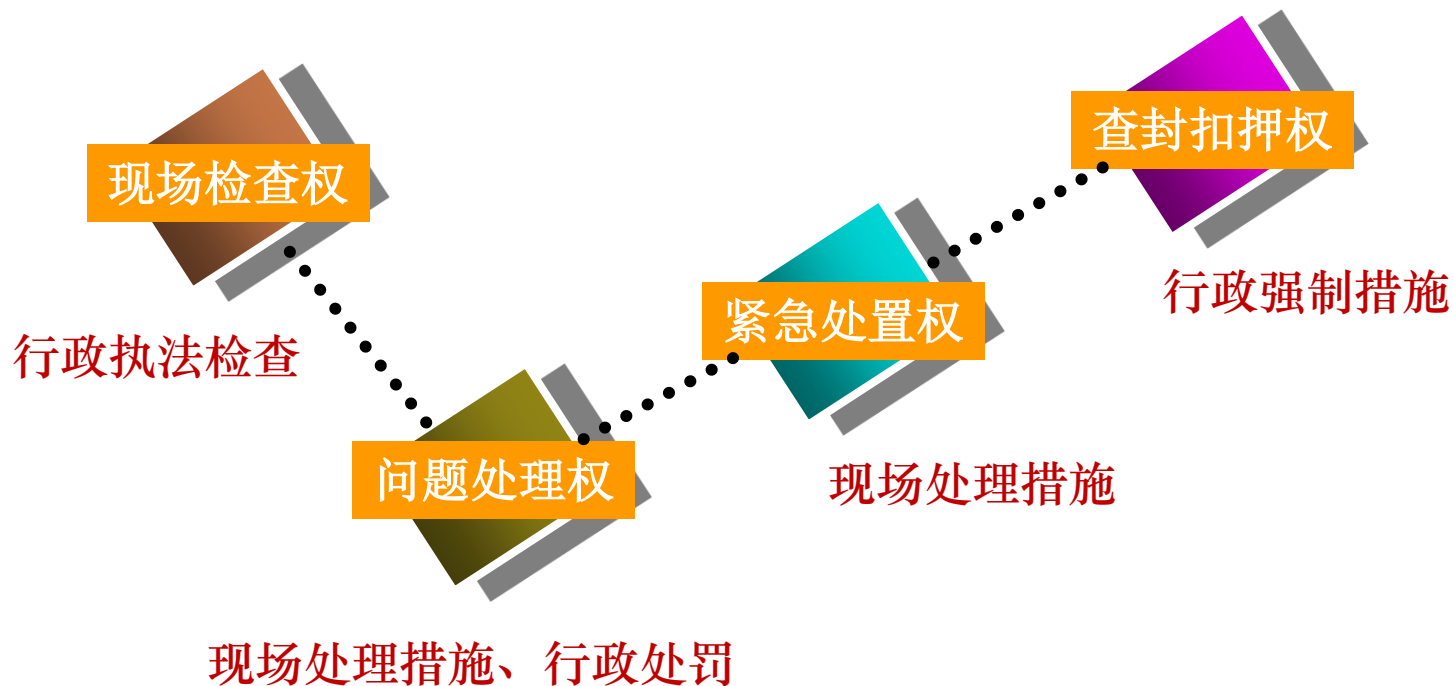 现场检查权
行政执法检查
问题处理权
现场处理措施、行政处罚
紧急处置权
现场处理措施
查封扣押权
行政强制措施